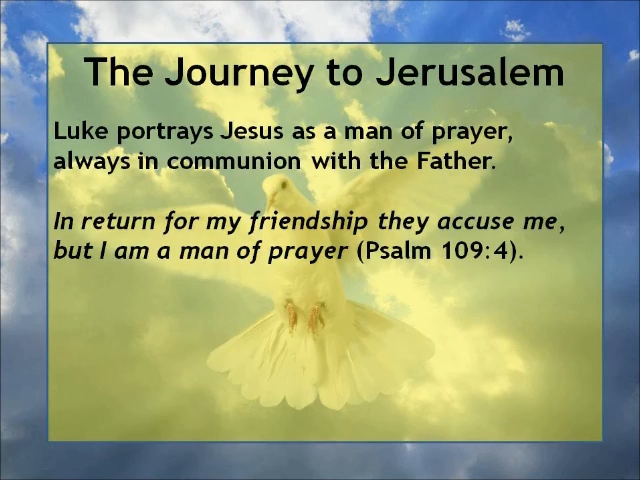 The Journey to Jerusalem
Luke portrays Jesus as a man of prayer,
always in communion with the Father.
In return for my friendship they accuse me,
but I am a man of prayer (Psalm 109:4).